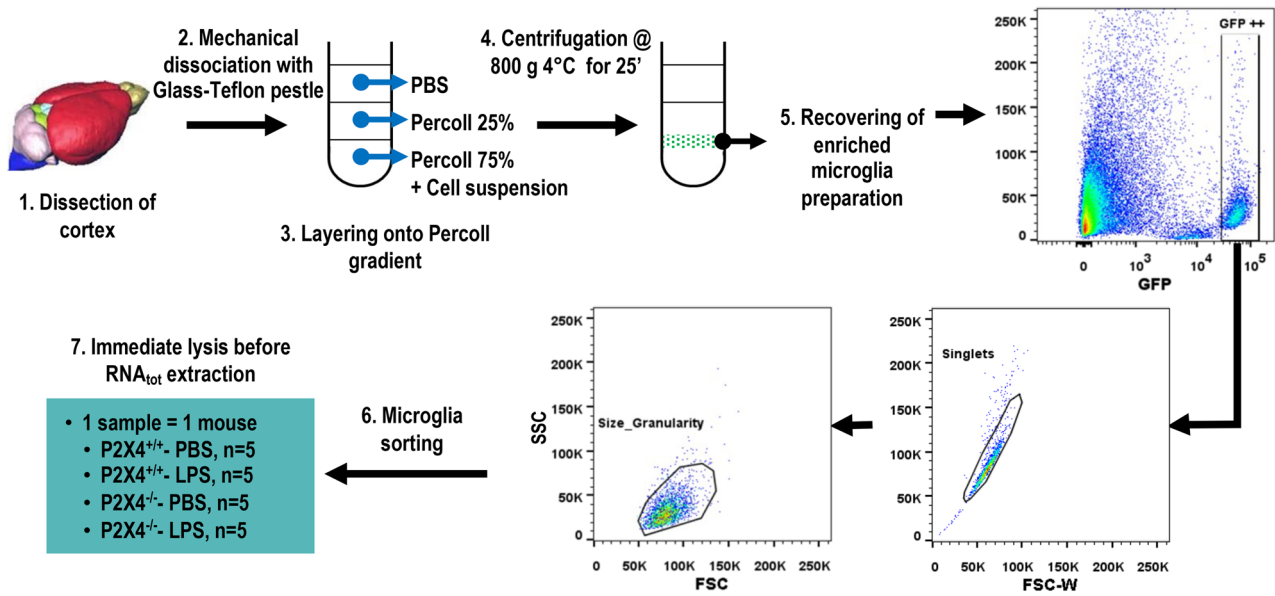 1. Dissection of
cortex
2. Mechanical
dissociation with
Glass-Teflon pestle
PBS
Percoll 25%
Percoll 75%
+ Cell suspension
3. Layering onto Percoll
gradient
4. Centrifugation @
800 g 4°C for 25’
5. Recovering of
enriched
microglia
preparation
GFP ++
250K
200K
150K
100K
50K
0
0 10³ 10⁴ 10⁵
GFP
Singlets
250K
200K
150K
100K
50K
0
0 50K 100K 150K 200K 250K
FSC-W
Size_Granularity
SSC
250K
200K
150K
100K
50K
0
0 50K 100K 150K 200K 250K
FSC
6. Microglia
sorting
7. Immediate lysis before
RNAtot extraction
• 1 sample = 1 mouse
• P2X4+/+- PBS, n=5
• P2X4+/+- LPS, n=5
• P2X4-/-- PBS, n=5
• P2X4-/-- LPS, n=5